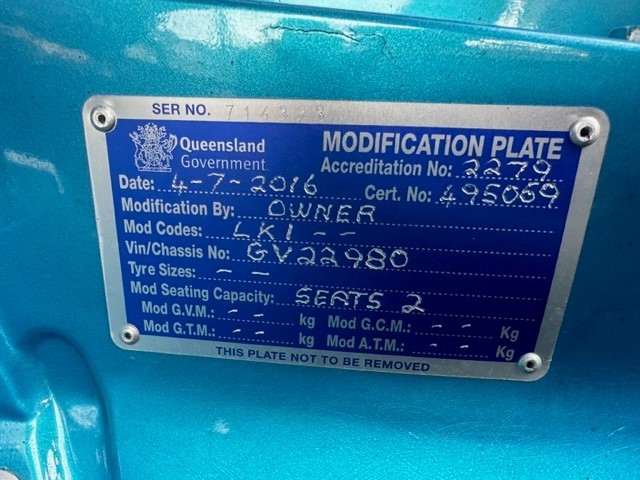 SER NO.
Queensland
Government
MODIFICATION PLATE
Accreditation No: 2279
Date: 4-7-2016 Cert. No: 495069
Modification By: OWNER
Mod Codes: LK1 - -
Vin/Chassis No: GV22980
Tyre Sizes: - -
Mod Seating Capacity: SEATS 2
Mod G.V.M.: - - kg Mod G.C.M.: - - Kg
Mod G.T.M.: - - kg Mod A.T.M.: - - Kg
THIS PLATE NOT TO BE REMOVED